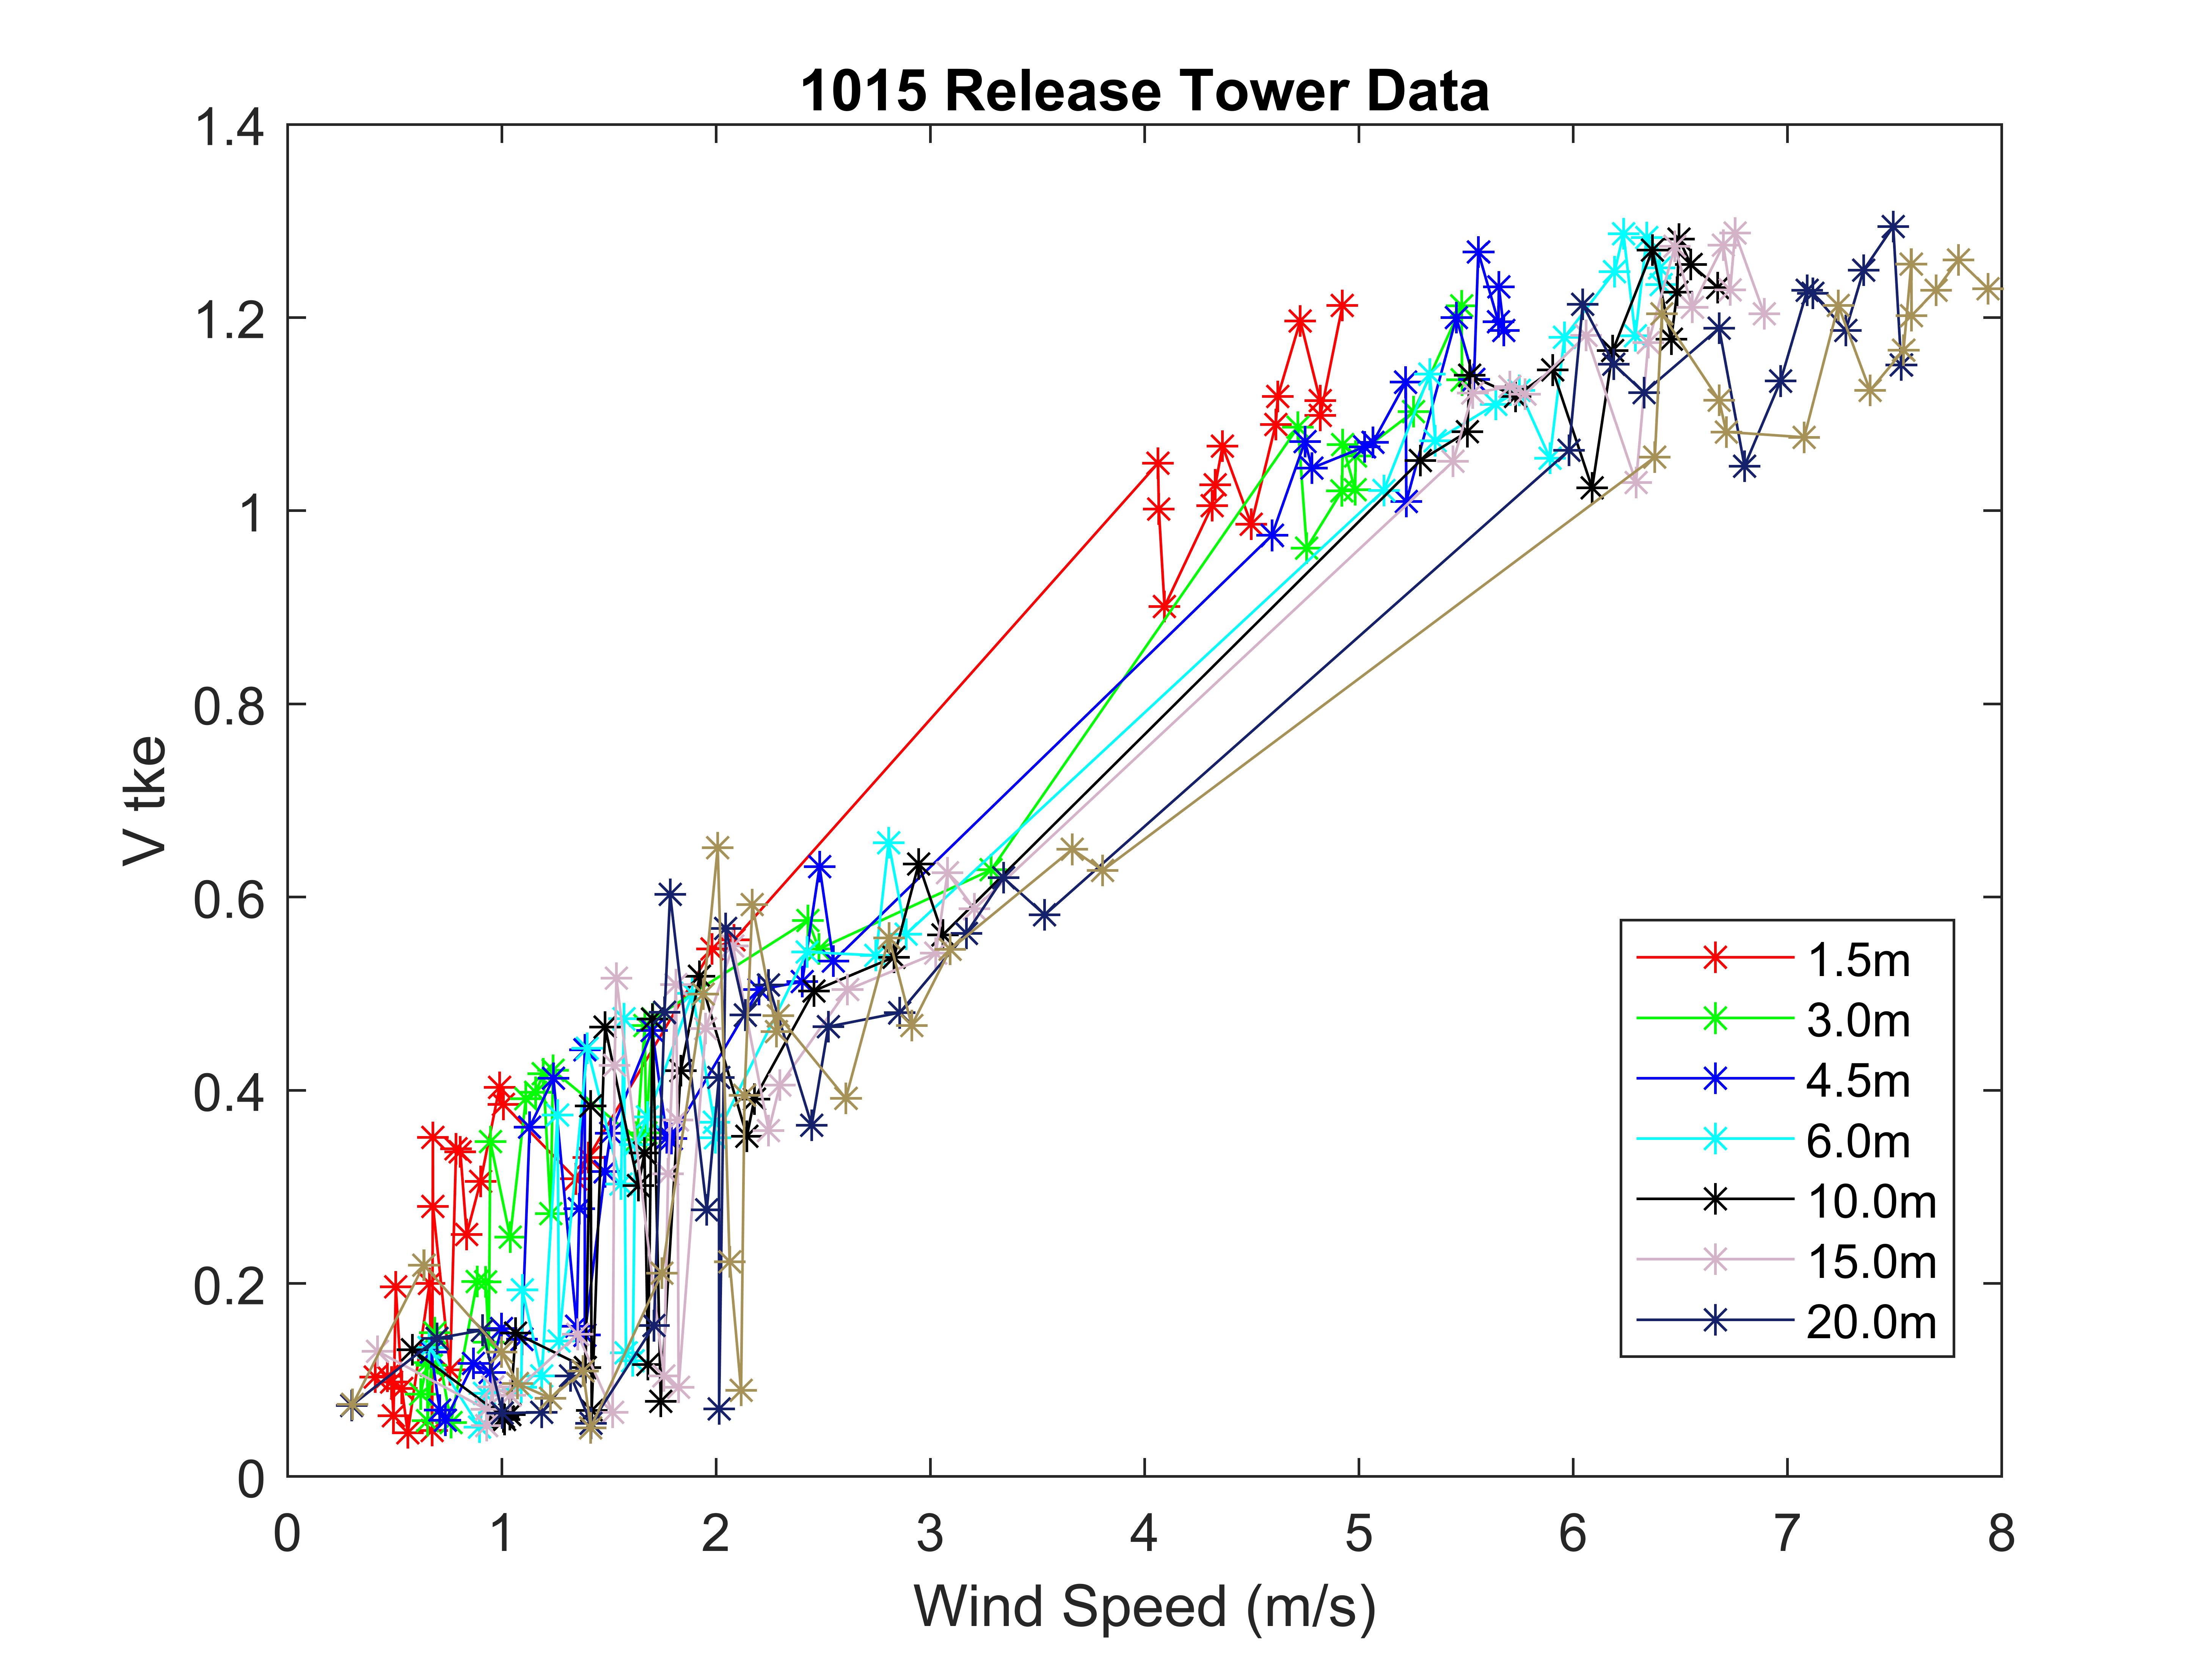 1015 Release Tower Data
1.4
1.2
1
0.8
0.6
0.4
0.2
0
V tke
1.5m
3.0m
4.5m
6.0m
10.0m
15.0m
20.0m
0 1 2 3 4 5 6 7 8
Wind Speed (m/s)